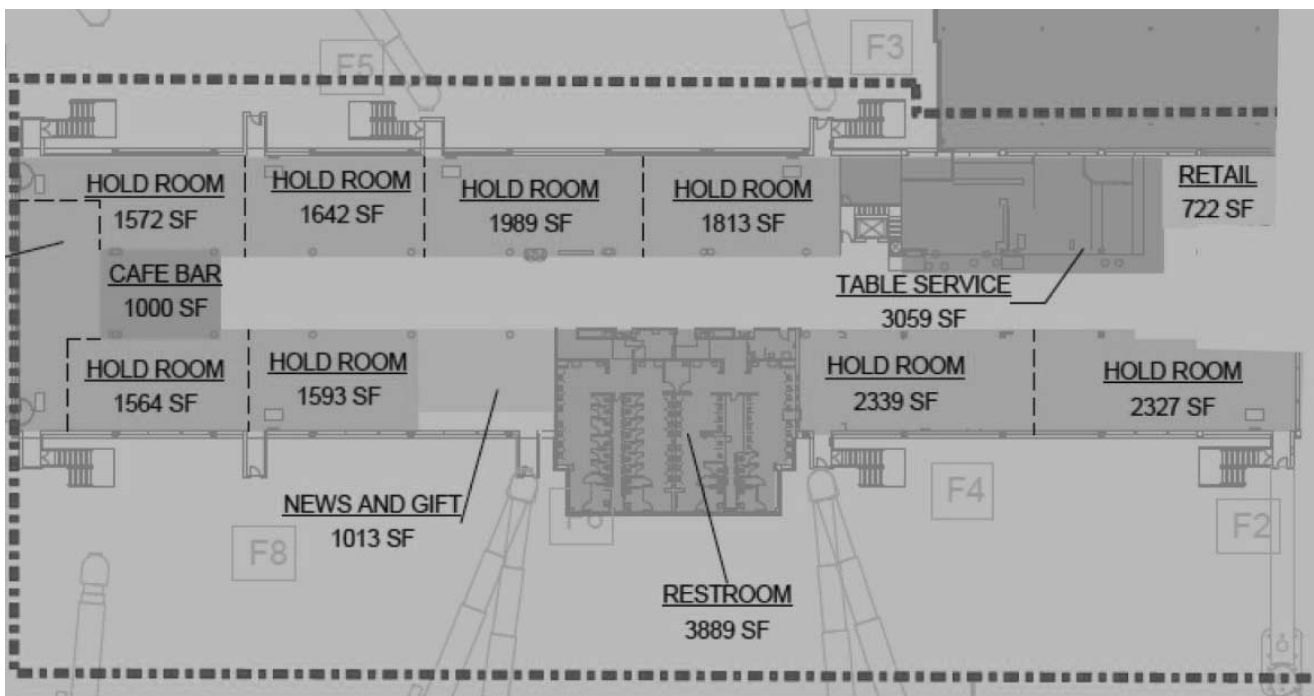 F5
F3
HOLD ROOM
1572 SF
HOLD ROOM
1642 SF
HOLD ROOM
1989 SF
HOLD ROOM
1813 SF
RETAIL
722 SF
CAFE BAR
1000 SF
TABLE SERVICE
3059 SF
HOLD ROOM
1564 SF
HOLD ROOM
1593 SF
HOLD ROOM
2339 SF
HOLD ROOM
2327 SF
NEWS AND GIFT
1013 SF
F8
F6
F4
F2
RESTROOM
3889 SF